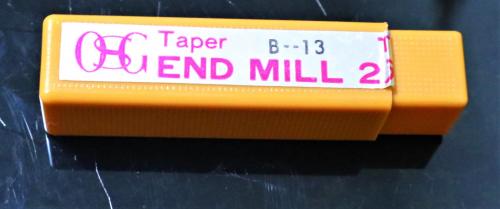 OSG Taper B--13
END MILL 2